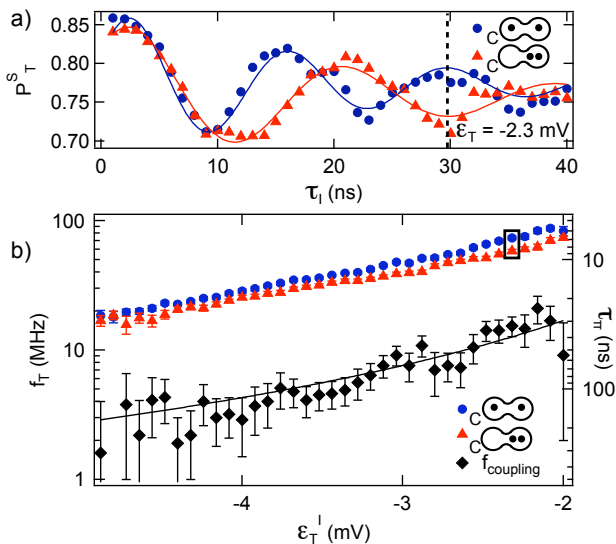 a)
0.85
0.80
0.75
0.70
P_T^S
C
C
ε_T = -2.3 mV
0
10
20
30
40
τ_I (ns)
b)
100
10
1
f_T (MHz)
10
100
τ_π (ns)
C
C
f_coupling
-4
-3
-2
ε_T^I (mV)